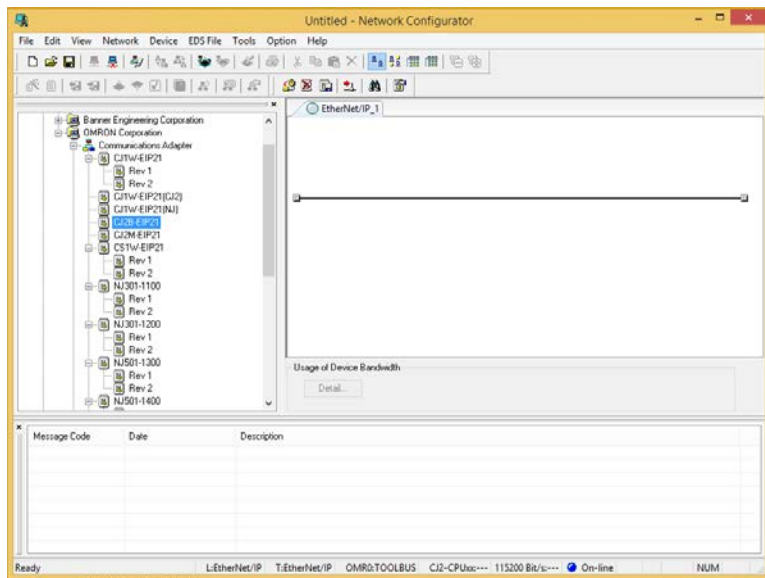 Untitled - Network Configurator
File Edit View Network Device EDS File Tools Option Help
EtherNet/IP_1
Banner Engineering Corporation
OMRON Corporation
Communications Adapter
CJ1W-EIP21
Rev 1
Rev 2
CJ1W-EIP21(CJ2)
CJ1W-EIP21(NJ)
CJ2B-EIP21
CJ2M-EIP21
CS1W-EIP21
Rev 1
Rev 2
NJ301-1100
Rev 1
Rev 2
NJ301-1200
Rev 1
Rev 2
NJ501-1300
Rev 1
Rev 2
NJ501-1400
Usage of Device Bandwidth
Detail...
Message Code Date Description
Ready L:EtherNet/IP T:EtherNet/IP OMR0:TOOLBUS CJ2-CPUxx:--- 115200 Bit/s:--- On-line NUM